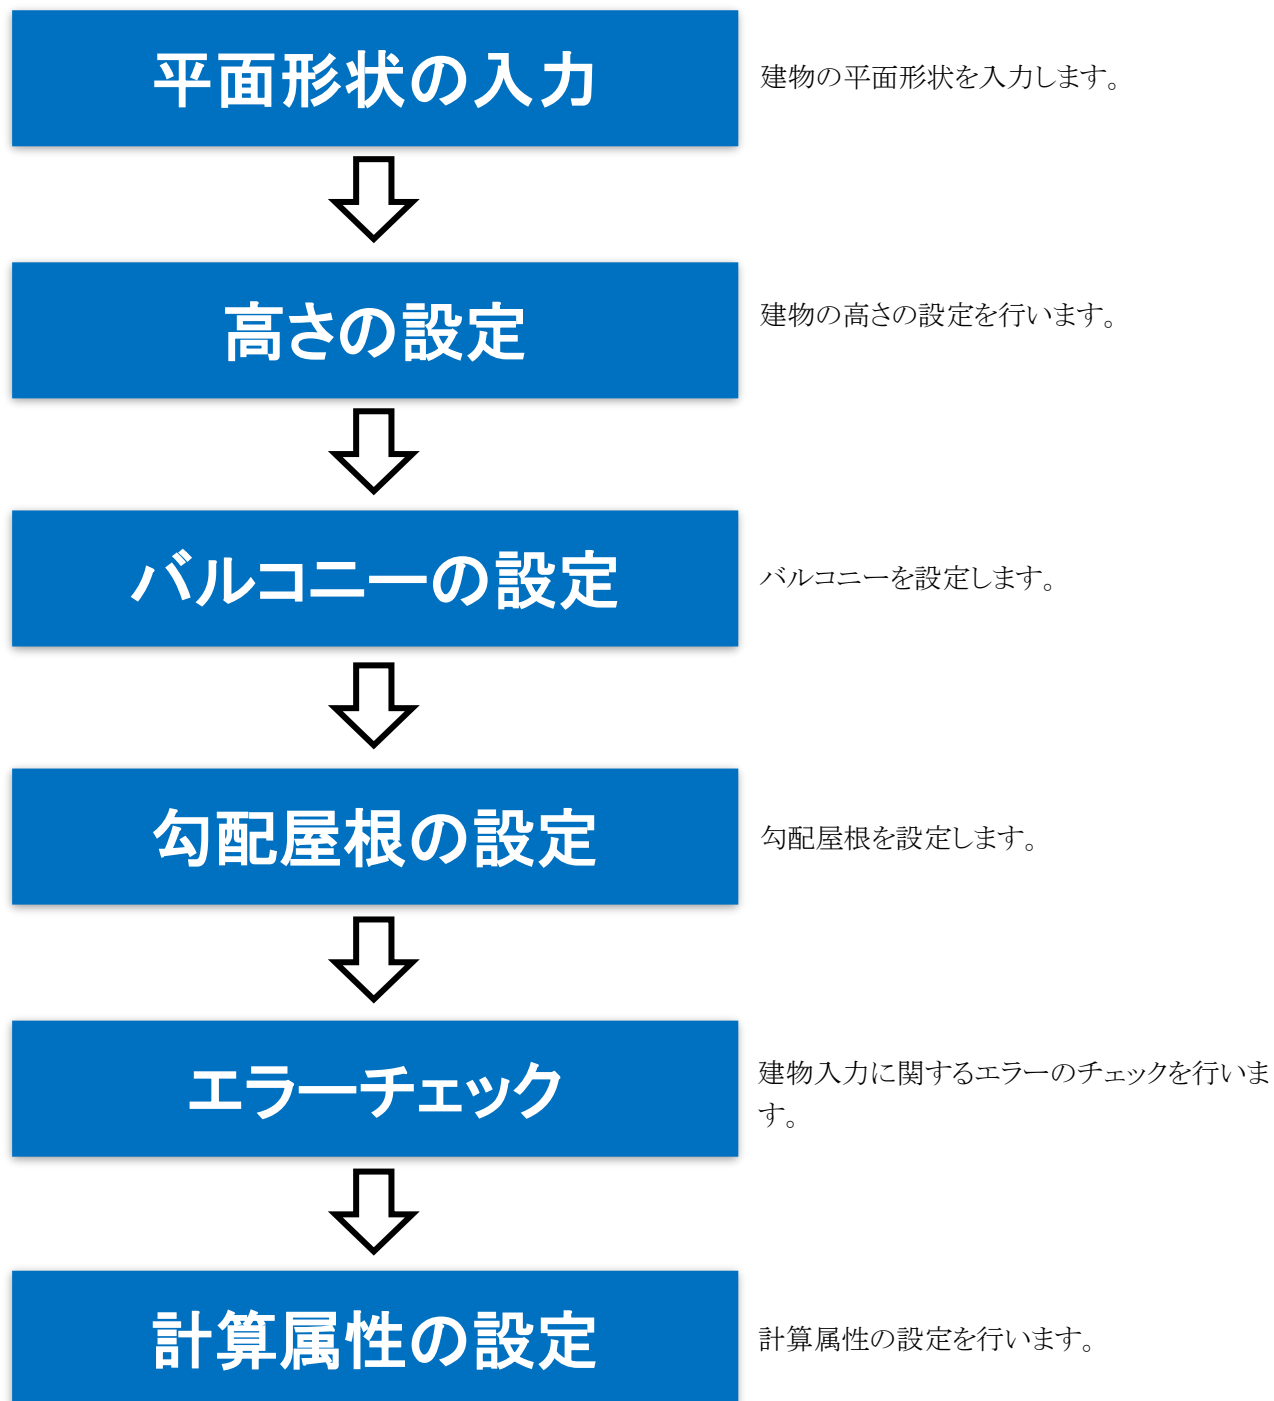 平面形状の入力
建物の平面形状を入力します。
高さの設定
建物の高さの設定を行います。
バルコニーの設定
バルコニーを設定します。
勾配屋根の設定
勾配屋根を設定します。
エラーチェック
建物入力に関するエラーのチェックを行いま
す。
計算属性の設定
計算属性の設定を行います。